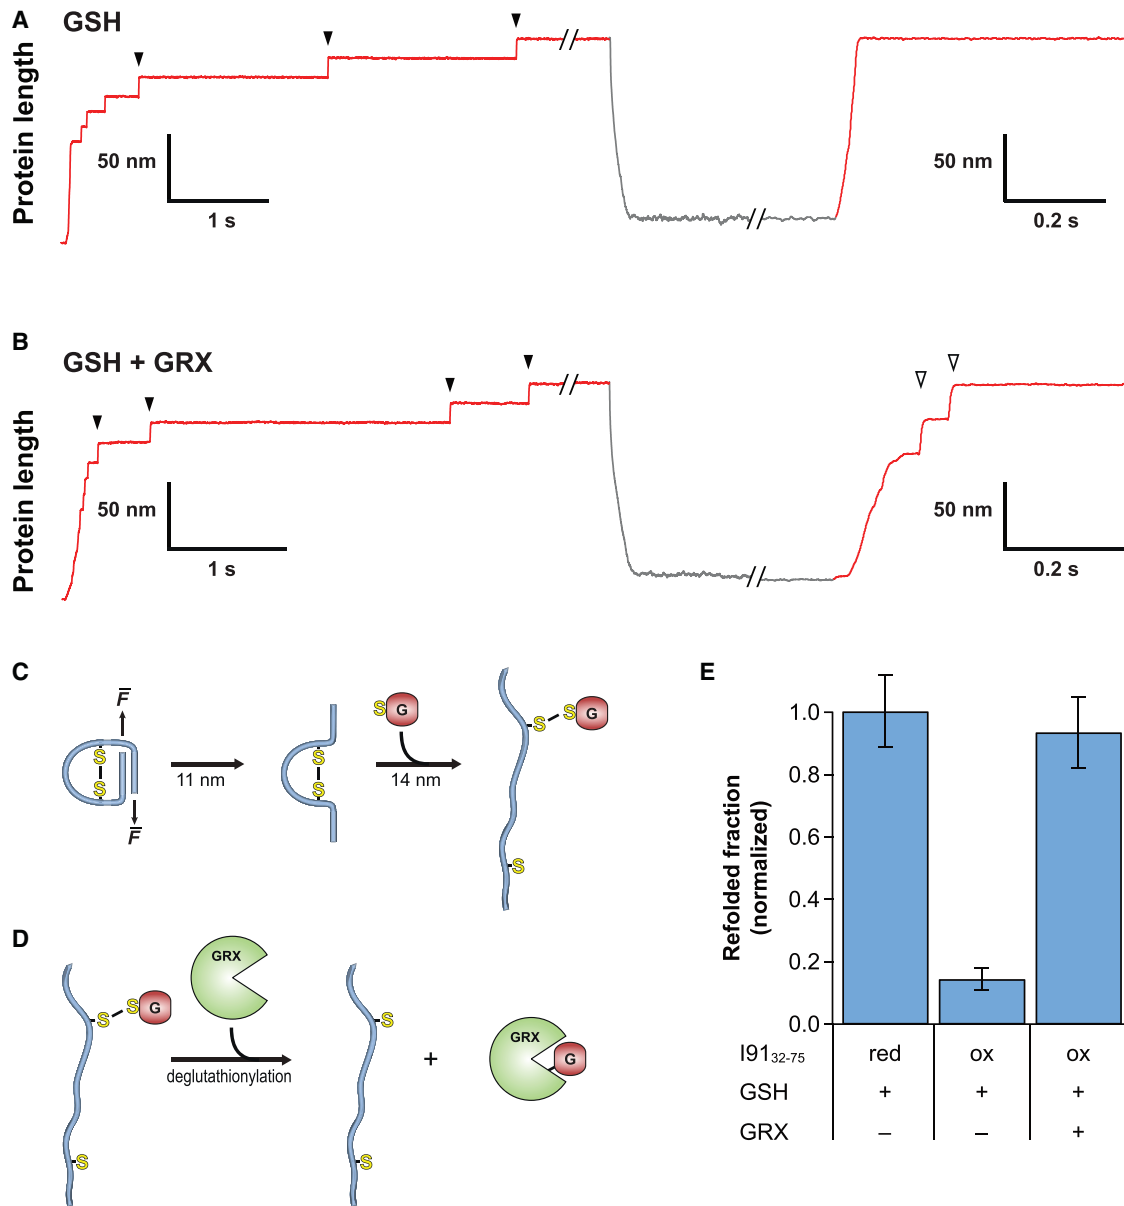 A
GSH
Protein length
50 nm
1 s
50 nm
0.2 s
B
GSH + GRX
Protein length
50 nm
1 s
50 nm
0.2 s
C
F
S
S
F
11 nm
S
S
S G
14 nm
S S G
S
D
S S G
S
GRX
deglutathionylation
S
S
+
GRX
G
E
Refolded fraction
(normalized)
1.0
0.8
0.6
0.4
0.2
0.0
I91₃₂₋₇₅ red ox ox
GSH + + +
GRX – – +